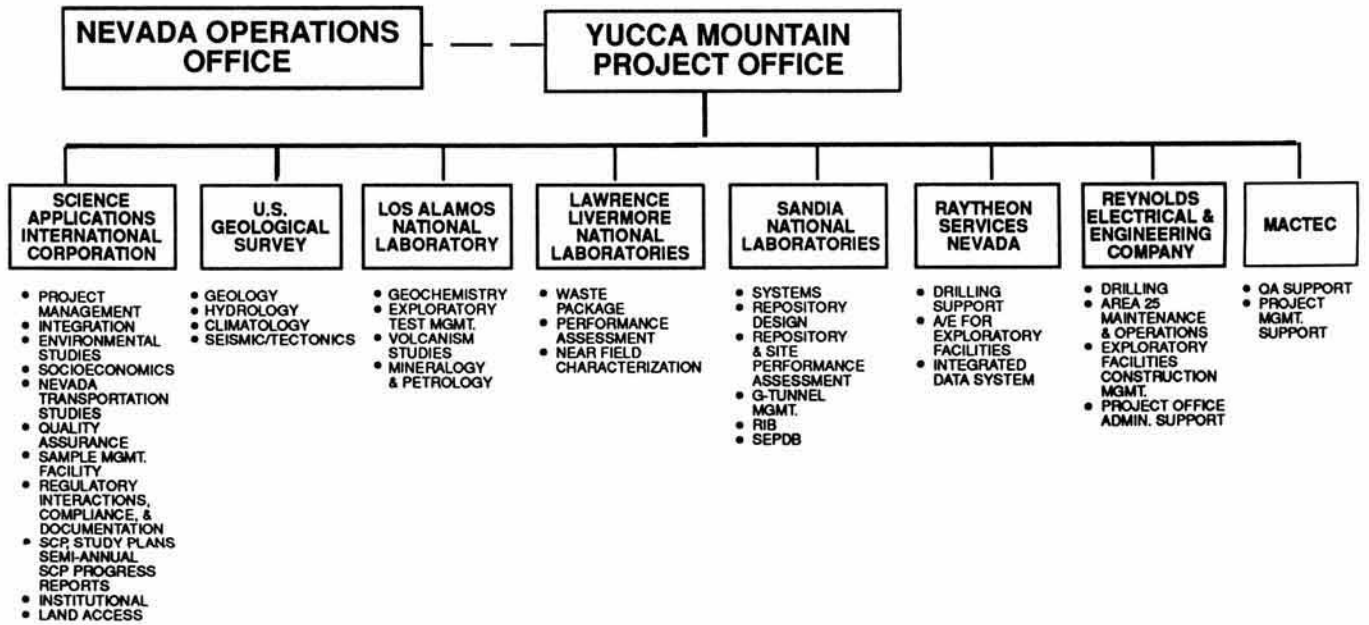 NEVADA OPERATIONS
OFFICE
YUCCA MOUNTAIN
PROJECT OFFICE
SCIENCE
APPLICATIONS
INTERNATIONAL
CORPORATION
• PROJECT
MANAGEMENT
• INTEGRATION
• ENVIRONMENTAL
STUDIES
• SOCIOECONOMICS
• NEVADA
TRANSPORTATION
STUDIES
• QUALITY
ASSURANCE
• SAMPLE MGMT.
FACILITY
• REGULATORY
INTERACTIONS,
COMPLIANCE, &
DOCUMENTATION
• SCP, STUDY PLANS
SEMI-ANNUAL
SCP PROGRESS
REPORTS
• INSTITUTIONAL
• LAND ACCESS
U.S.
GEOLOGICAL
SURVEY
• GEOLOGY
• HYDROLOGY
• CLIMATOLOGY
• SEISMIC/TECTONICS
LOS ALAMOS
NATIONAL
LABORATORY
• GEOCHEMISTRY
• EXPLORATORY
TEST MGMT.
• VOLCANISM
STUDIES
• MINERALOGY
& PETROLOGY
LAWRENCE
LIVERMORE
NATIONAL
LABORATORIES
• WASTE
PACKAGE
• PERFORMANCE
ASSESSMENT
• NEAR FIELD
CHARACTERIZATION
SANDIA
NATIONAL
LABORATORIES
• SYSTEMS
• REPOSITORY
DESIGN
• REPOSITORY
& SITE
PERFORMANCE
ASSESSMENT
• G-TUNNEL
MGMT.
• RIB
• SEPDB
RAYTHEON
SERVICES
NEVADA
• DRILLING
SUPPORT
• A/E FOR
EXPLORATORY
FACILITIES
• INTEGRATED
DATA SYSTEM
REYNOLDS
ELECTRICAL &
ENGINEERING
COMPANY
• DRILLING
• AREA 25
MAINTENANCE
& OPERATIONS
• EXPLORATORY
FACILITIES
CONSTRUCTION
MGMT.
• PROJECT OFFICE
ADMIN. SUPPORT
MACTEC
• QA SUPPORT
• PROJECT
MGMT.
SUPPORT